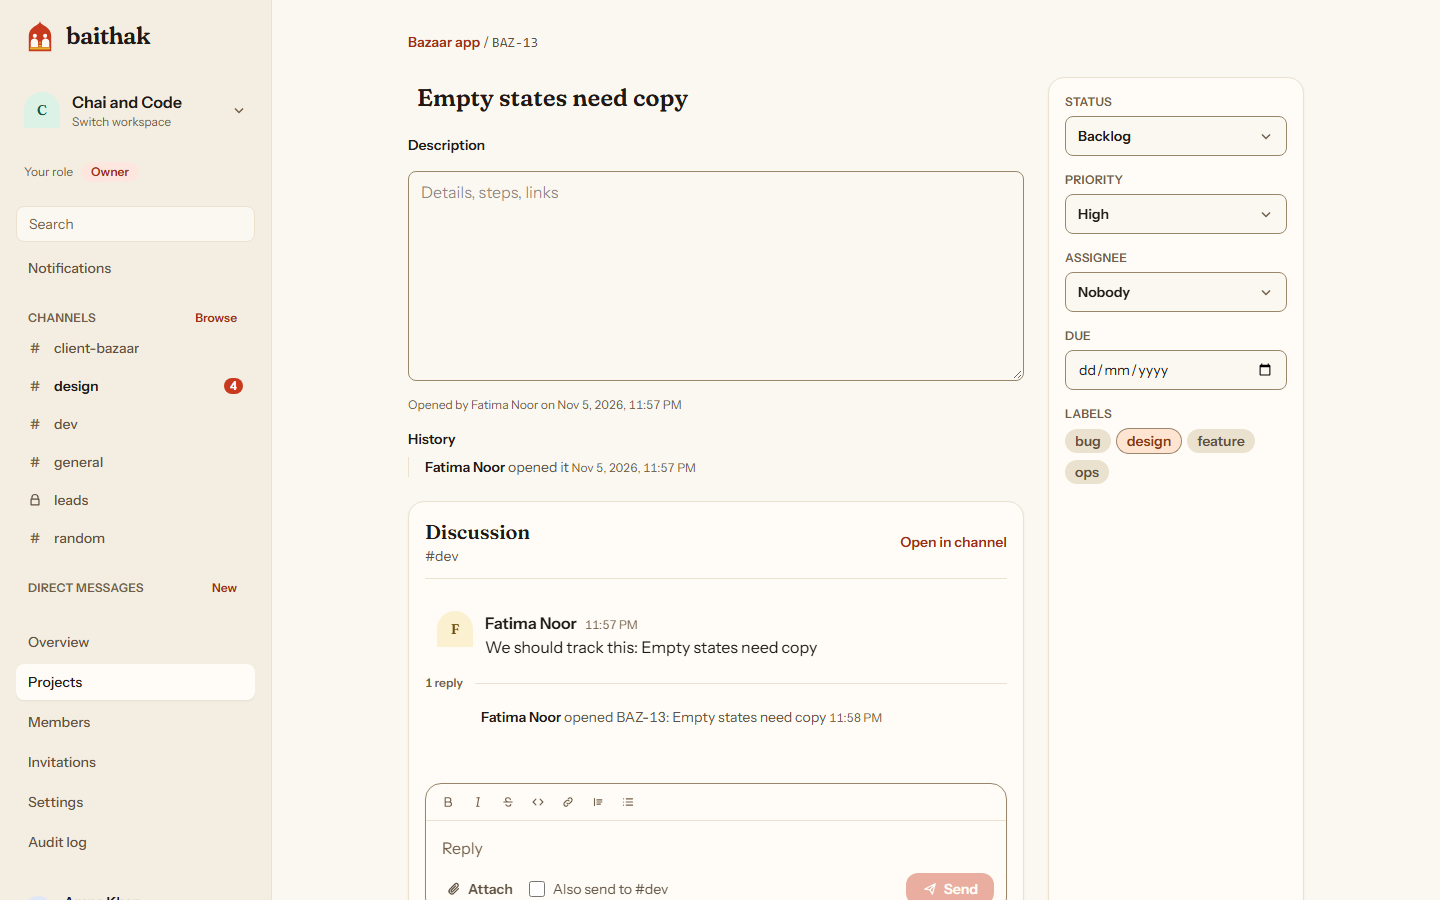 baithak
C
Chai and Code
Switch workspace
Your role Owner
Search
Notifications
CHANNELS Browse
# client-bazaar
# design 4
# dev
# general
leads
# random
DIRECT MESSAGES New
Overview
Projects
Members
Invitations
Settings
Audit log
Bazaar app / BAZ-13
Empty states need copy
Description
Details, steps, links
Opened by Fatima Noor on Nov 5, 2026, 11:57 PM
History
Fatima Noor opened it Nov 5, 2026, 11:57 PM
Discussion
#dev
Open in channel
F
Fatima Noor 11:57 PM
We should track this: Empty states need copy
1 reply
Fatima Noor opened BAZ-13: Empty states need copy 11:58 PM
B I S
Reply
Attach Also send to #dev Send
STATUS
Backlog
PRIORITY
High
ASSIGNEE
Nobody
DUE
dd/mm/yyyy
LABELS
bug design feature
ops